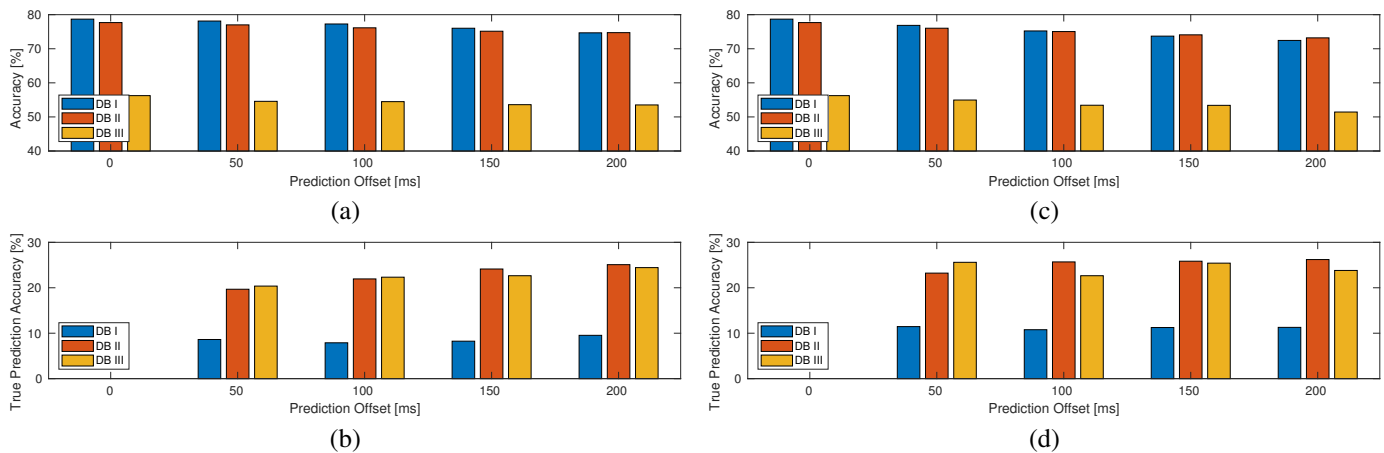 80
70
60
50
40
Accuracy [%]
DB I
DB II
DB III
0 50 100 150 200
Prediction Offset [ms]
(a)
80
70
60
50
40
Accuracy [%]
DB I
DB II
DB III
0 50 100 150 200
Prediction Offset [ms]
(c)
30
20
10
0
True Prediction Accuracy [%]
DB I
DB II
DB III
0 50 100 150 200
Prediction Offset [ms]
(b)
30
20
10
0
True Prediction Accuracy [%]
DB I
DB II
DB III
0 50 100 150 200
Prediction Offset [ms]
(d)